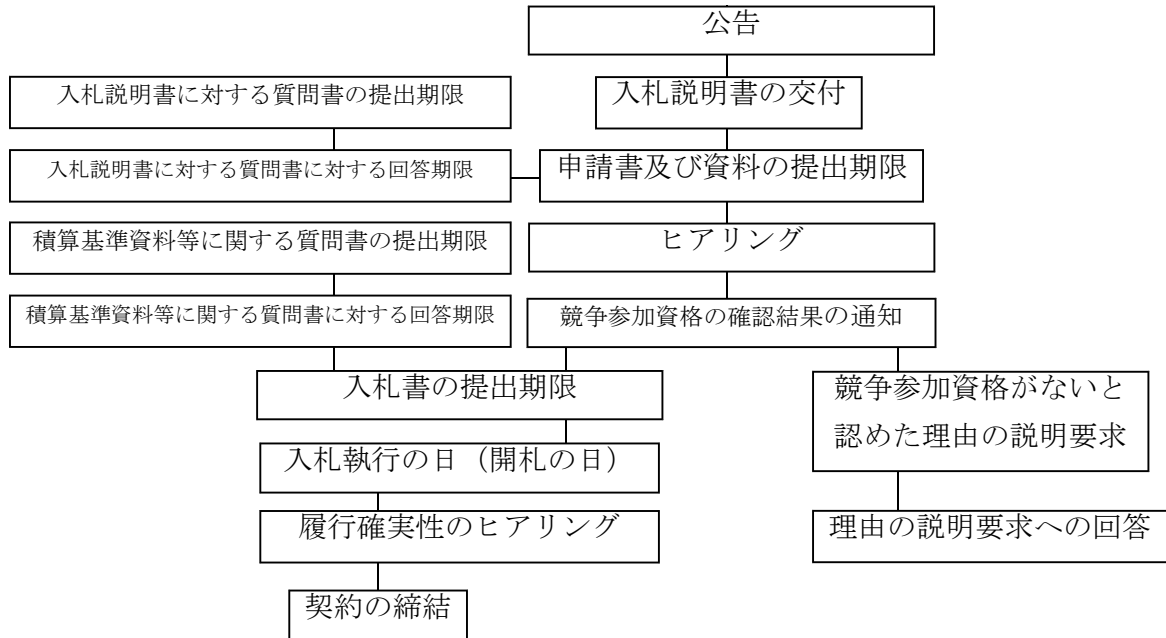 公告
入札説明書に対する質問書の提出期限
入札説明書の交付
入札説明書に対する質問書に対する回答期限
申請書及び資料の提出期限
積算基準資料等に関する質問書の提出期限
ヒアリング
積算基準資料等に関する質問書に対する回答期限
競争参加資格の確認結果の通知
入札書の提出期限
競争参加資格がないと
認めた理由の説明要求
入札執行の日（開札の日）
履行確実性のヒアリング
理由の説明要求への回答
契約の締結